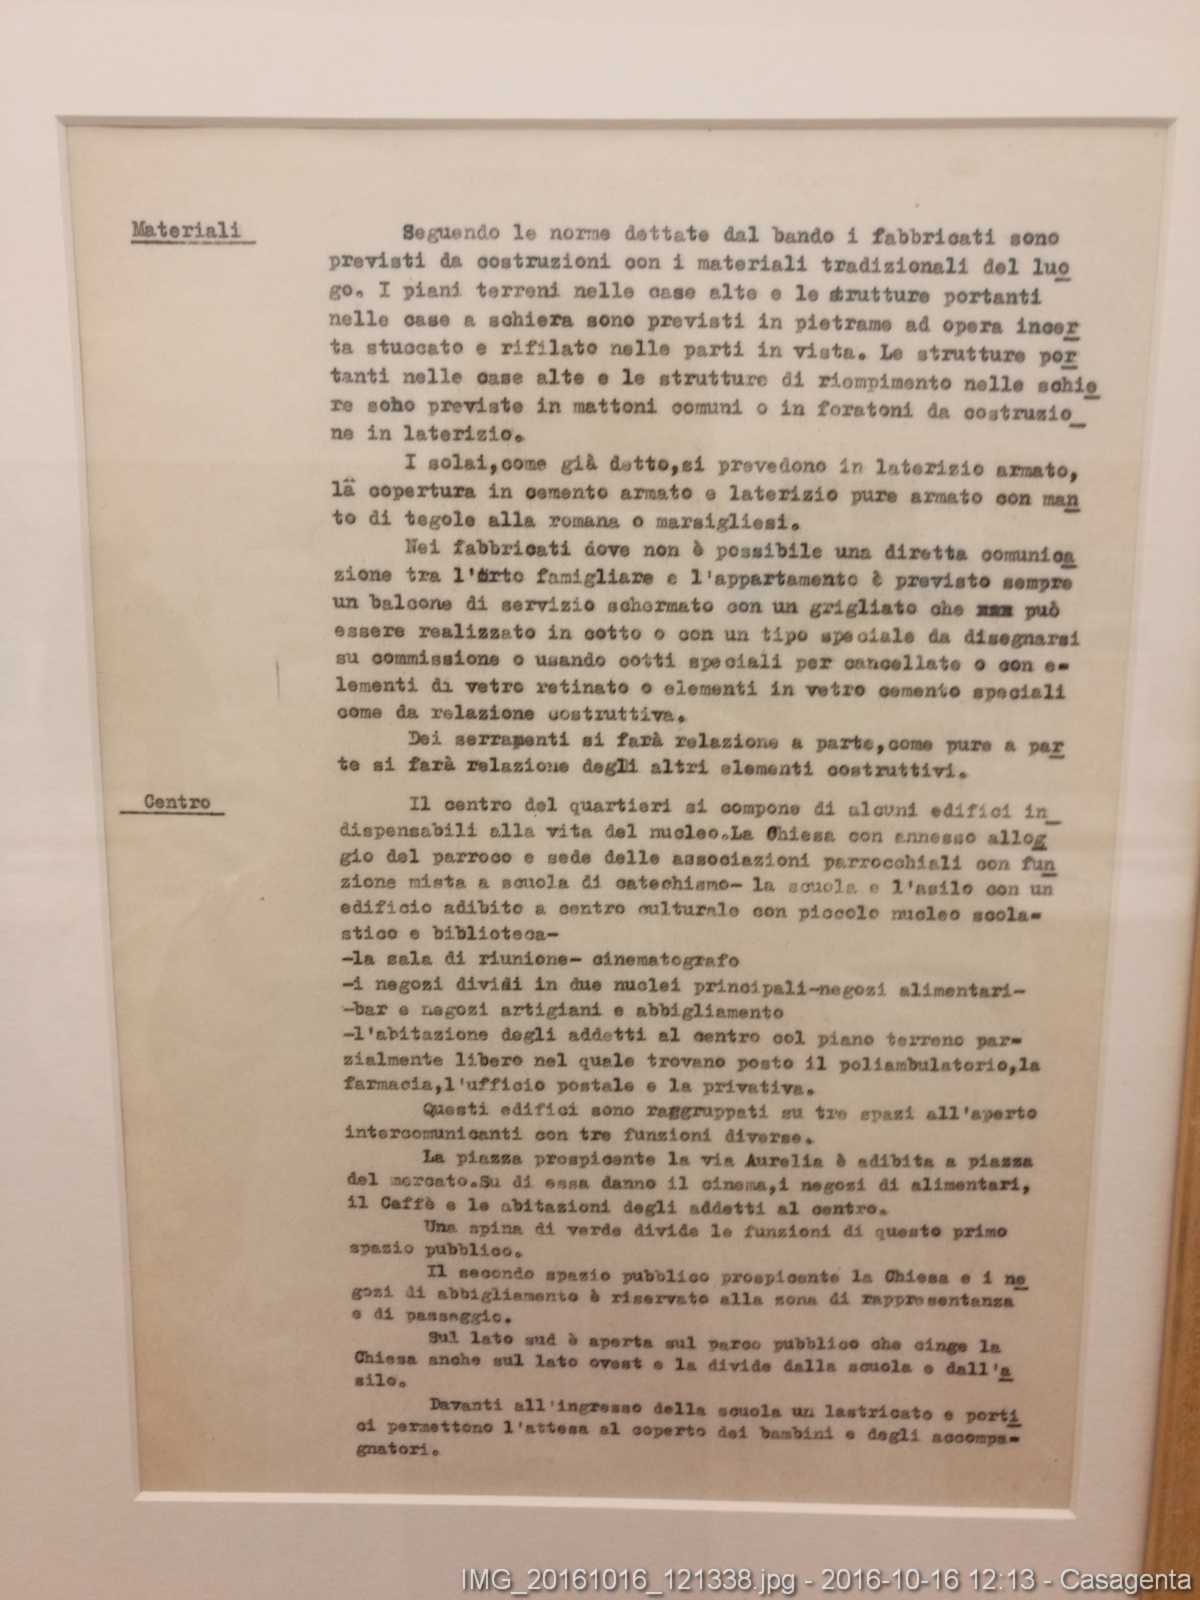 Materiali
Seguendo le norme dettate dal bando i fabbricati sono
previsti da costruzioni con i materiali tradizionali del luo
go. I piani terreni nelle case alte e le strutture portanti
nelle case a schiera sono previsti in pietrame ad opera incer
ta stuccato e rifilato nelle parti in vista. Le strutture por
tanti nelle case alte e le strutture di riempimento nelle schie
re soho previste in mattoni comuni o in foratoni da costruzio_
ne in laterizio.
I solai,come già detto,si prevedono in laterizio armato,
la copertura in cemento armato e laterizio pure armato con man
to di tegole alla romana o marsigliesi.
Nei fabbricati dove non è possibile una diretta comunica
zione tra l'orto famigliare e l'appartamento è previsto sempre
un balcone di servizio schermato con un grigliato che xxx può
essere realizzato in cotto o con un tipo speciale da disegnarsi
su commissione o usando cotti speciali per cancellate o con e-
lementi di vetro retinato o elementi in vetro cemento speciali
come da relazione costruttiva.
Dei serramenti si farà relazione a parte,come pure a par
te si farà relazione degli altri elementi costruttivi.
Centro
Il centro del quartieri si compone di alcuni edifici in_
dispensabili alla vita del nucleo.La Chiesa con annesso allog
gio del parroco e sede delle associazioni parrocchiali con fun
zione mista a scuola di catechismo- la scuola e l'asilo con un
edificio adibito a centro culturale con piccolo nucleo scola-
stico e biblioteca-
-la sala di riunione- cinematografo
-i negozi dividi in due nuclei principali-negozi alimentari-
-bar e negozi artigiani e abbigliamento
-l'abitazione degli addetti al centro col piano terreno par-
zialmente libero nel quale trovano posto il poliambulatorio,la
farmacia,l'ufficio postale e la privativa.
Questi edifici sono raggruppati su tre spazi all'aperto
intercomunicanti con tre funzioni diverse.
La piazza prospicente la via Aurelia è adibita a piazza
del mercato.Su di essa danno il cinema,i negozi di alimentari,
il Caffè e le abitazioni degli addetti al centro.
Una spina di verde divide le funzioni di questo primo
spazio pubblico.
Il secondo spazio pubblico prospicente la Chiesa e i ne
gozi di abbigliamento è riservato alla zona di rappresentanza
e di passeggio.
Sul lato sud è aperta sul parco pubblico che cinge la
Chiesa anche sul lato ovest e la divide dalla scuola e dall'a
silo.
Davanti all'ingresso della scuola un lastricato e porti
ci permettono l'attesa al coperto dei bambini e degli accompa-
gnatori.
IMG_20161016_121338.jpg - 2016-10-16 12:13 - Casagenta